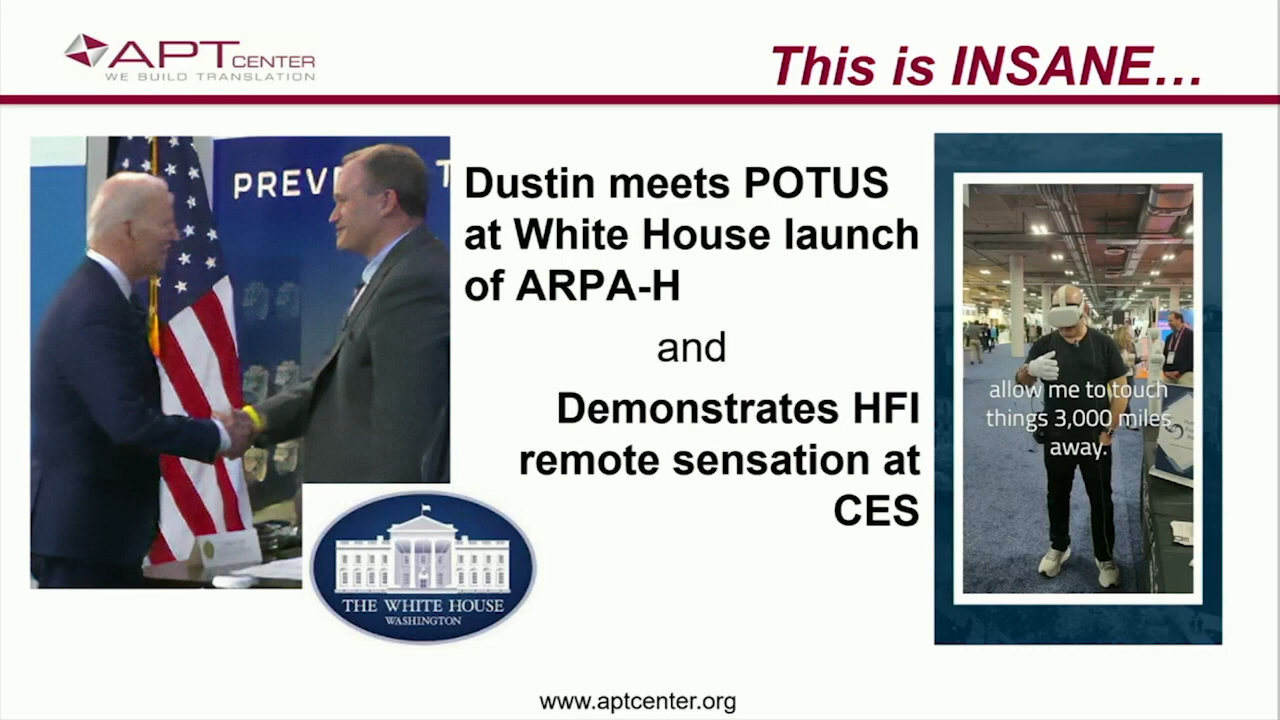 APT CENTER
WE BUILD TRANSLATION
This is INSANE...
PREV
Dustin meets POTUS
at White House launch
of ARPA-H
and
Demonstrates HFI
remote sensation at
CES
allow me to touch
things 3,000 miles
away.
THE WHITE HOUSE
WASHINGTON
www.aptcenter.org